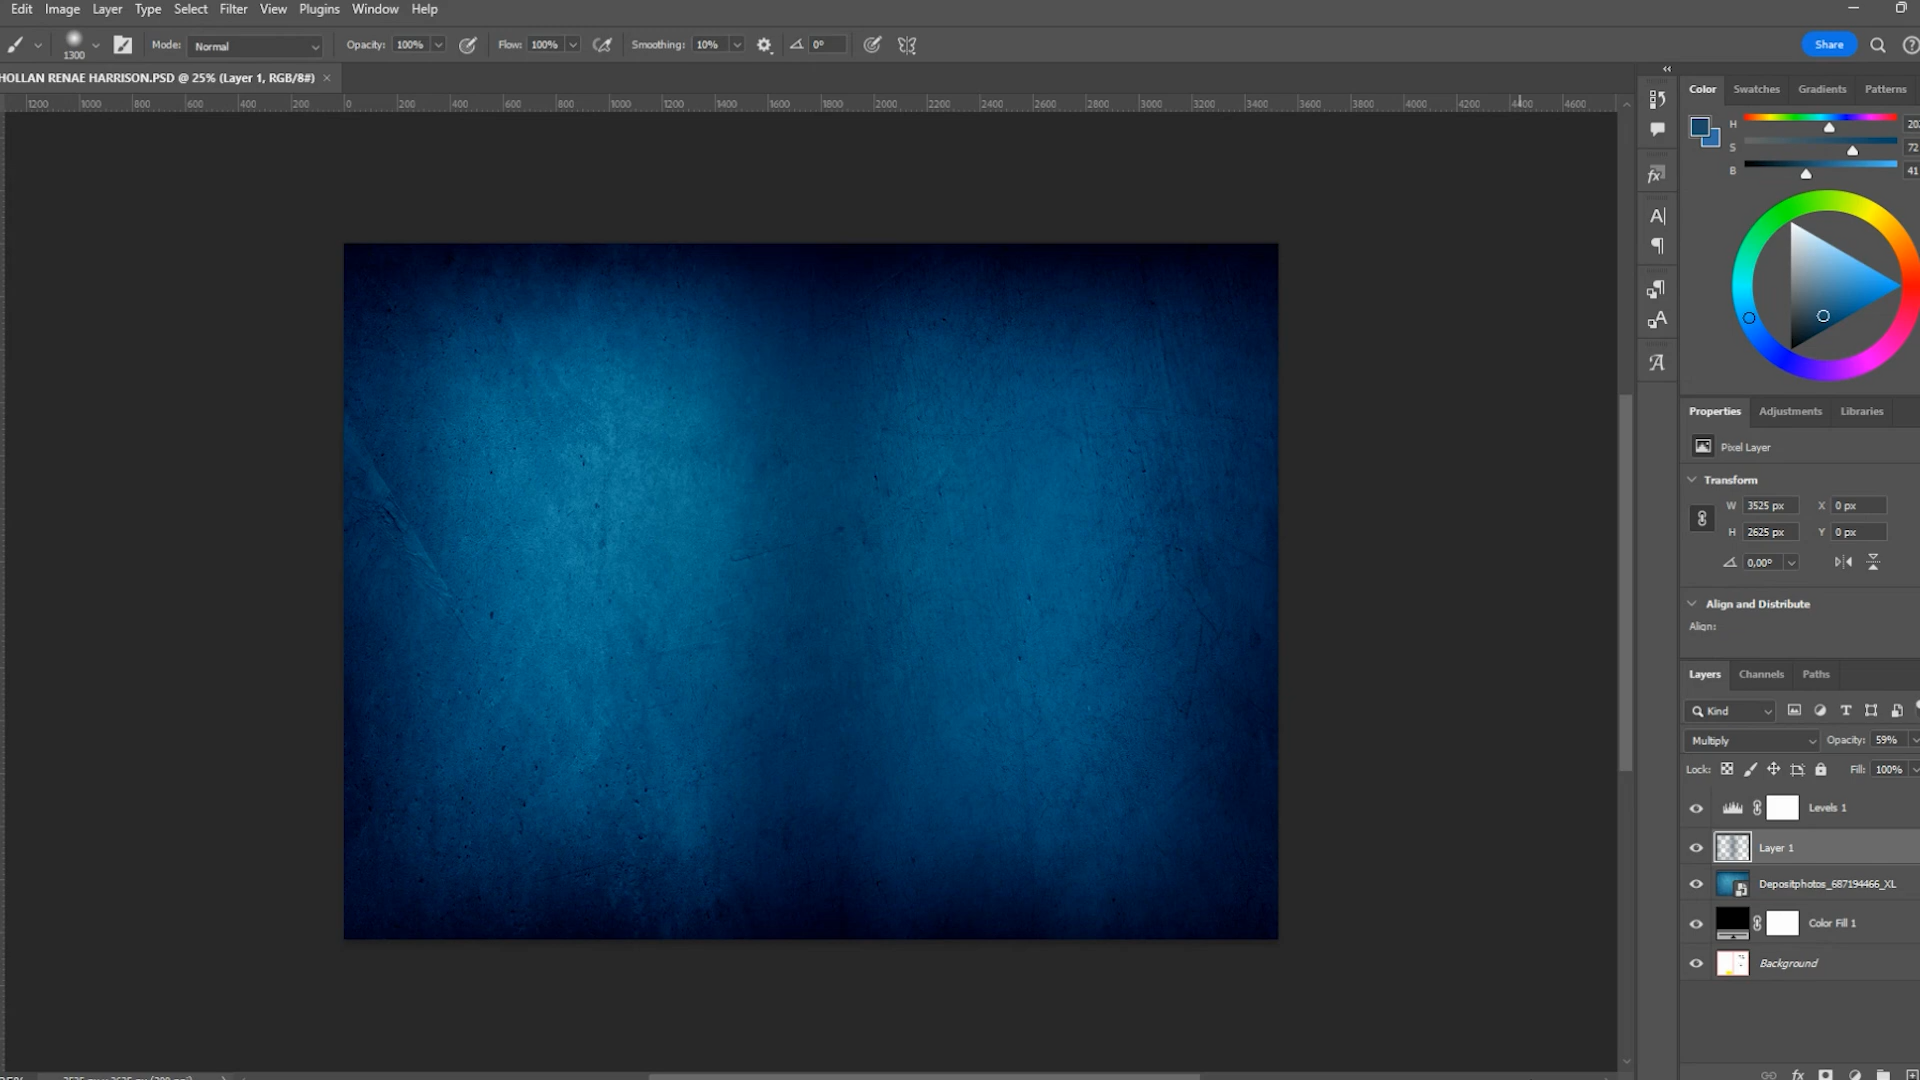 Edit Image Layer Type Select Filter View Plugins Window Help
1300 Mode: Normal Opacity: 100% Flow: 100% Smoothing: 10% 0° Share
HOLLAN RENAE HARRISON.PSD @ 25% (Layer 1, RGB/8#) ×
1200 1000 800 600 400 200 0 200 400 600 800 1000 1200 1400 1600 1800 2000 2200 2400 2600 2800 3000 3200 3400 3600 3800 4000 4200 4400 4600
Color Swatches Gradients Patterns
H 202
S 72
B 41
Properties Adjustments Libraries
Pixel Layer
Transform
W 3525 px X 0 px
H 2625 px Y 0 px
0,00°
Align and Distribute
Align:
Layers Channels Paths
Kind
Multiply Opacity: 59%
Lock: Fill: 100%
Levels 1
Layer 1
Depositphotos_687194466_XL
Color Fill 1
Background